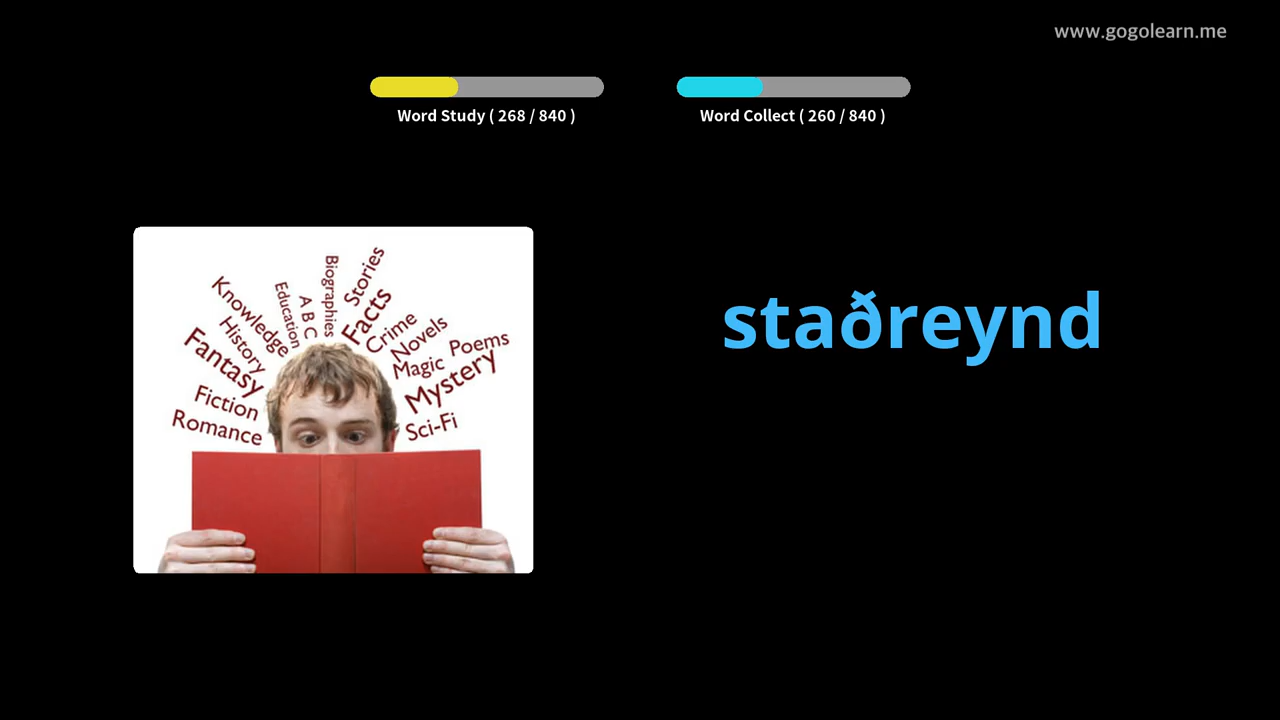 www.gogolearn.me
Word Study ( 268 / 840 )
Word Collect ( 260 / 840 )
staðreynd
Romance
Fiction
Fantasy
History
Knowledge
Education
A B C
Biographies
Stories
Facts
Crime
Novels
Magic
Poems
Mystery
Sci-Fi